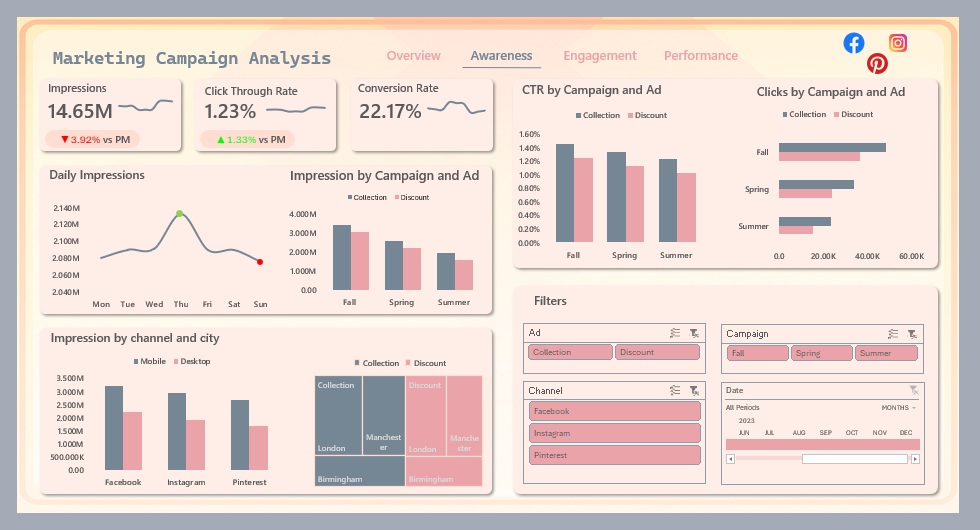 Marketing Campaign Analysis
Overview
Awareness
Engagement
Performance
Impressions
14.65M
▼3.92% vs PM
Click Through Rate
1.23%
▲1.33% vs PM
Conversion Rate
22.17%
CTR by Campaign and Ad
Collection
Discount
1.60%
1.40%
1.20%
1.00%
0.80%
0.60%
0.40%
0.20%
0.00%
Fall
Spring
Summer
Clicks by Campaign and Ad
Collection
Discount
Fall
Spring
Summer
0.0
20.00K
40.00K
60.00K
Daily Impressions
2.140M
2.120M
2.100M
2.080M
2.060M
2.040M
Mon
Tue
Wed
Thu
Fri
Sat
Sun
Impression by Campaign and Ad
Collection
Discount
4.000M
3.000M
2.000M
1.000M
0.00
Fall
Spring
Summer
Impression by channel and city
Mobile
Desktop
3.500M
3.000M
2.500M
2.000M
1.500M
1.000M
500.000K
0.00
Facebook
Instagram
Pinterest
Collection
Discount
Collection
London
Manchest
er
Birmingham
Discount
London
Manche
ster
Birmingham
Filters
Ad
Collection
Discount
Campaign
Fall
Spring
Summer
Channel
Facebook
Instagram
Pinterest
Date
All Periods
MONTHS
2023
JUN
JUL
AUG
SEP
OCT
NOV
DEC